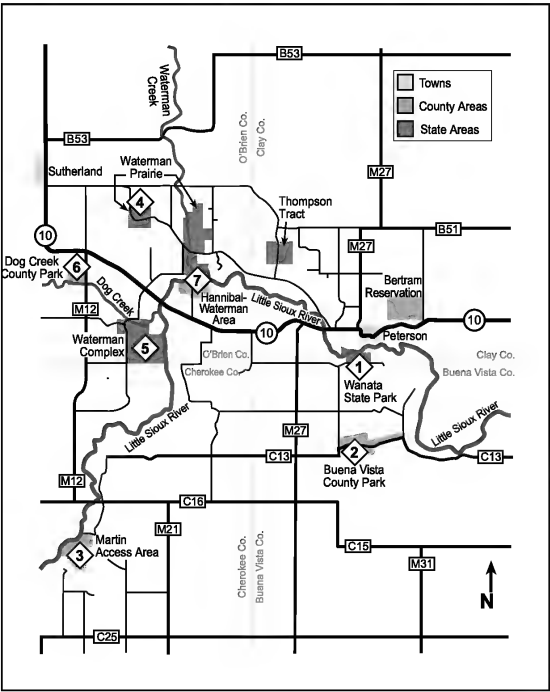 B53
Waterman
Creek
O'Brien Co.
Clay Co.
Towns
County Areas
State Areas
B53
Waterman
Prairie
Sutherland
M27
4
Thompson
Tract
10
B51
M27
Dog Creek
County Park
6
7
Bertram
Reservation
Dog Creek
Hannibal-
Waterman
Area
Little Sioux River
M12
10
10
Peterson
Waterman
Complex
5
O'Brien Co.
Cherokee Co.
Clay Co.
Buena Vista Co.
1
Wanata
State Park
Little Sioux River
M27
Little Sioux River
2
C13
C13
Buena Vista
County Park
M12
C16
M21
Martin
Access Area
3
Cherokee Co.
Buana Vista Co.
C15
M31
N
C25